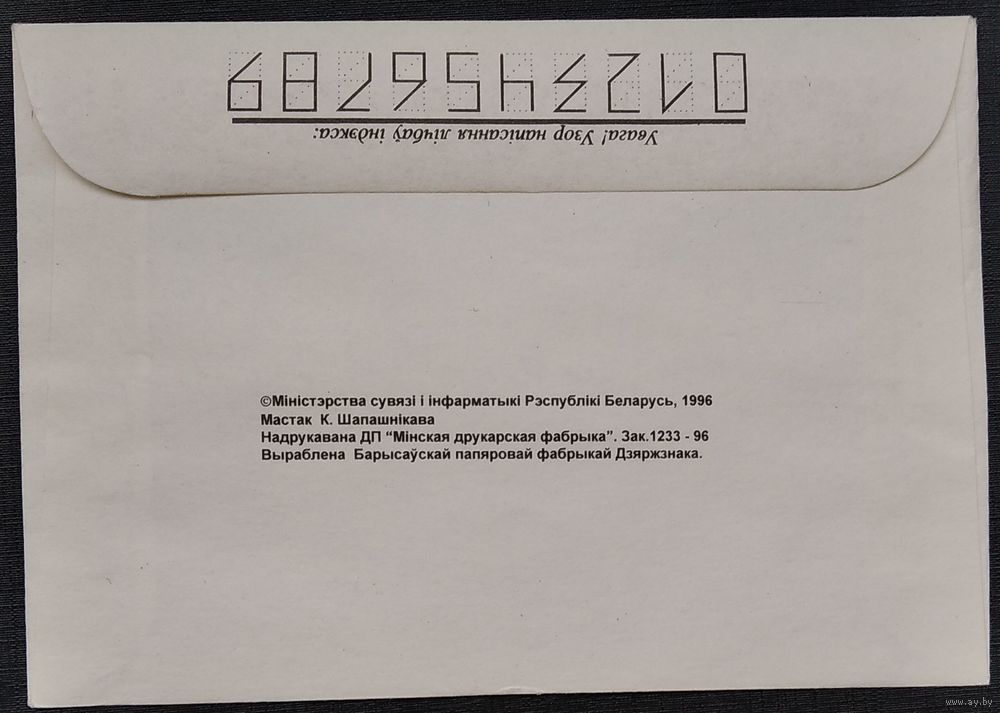 Увага! Узор напісання лічбаў індэкса:
0123456789
©Міністэрства сувязі і інфарматыкі Рэспублікі Беларусь, 1996
Мастак К. Шапашнікава
Надрукавана ДП “Мінская друкарская фабрыка”. Зак.1233 - 96
Выраблена Барысаўскай папяровай фабрыкай Дзяржзнака.
www.ay.by